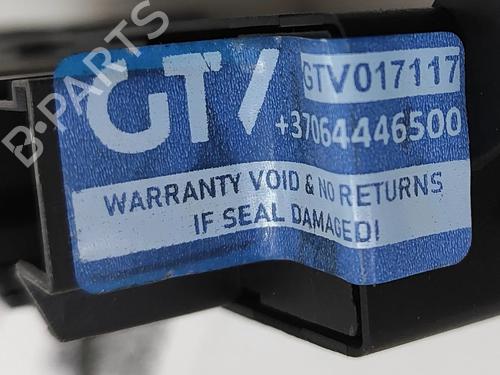 B-PARTS
GTV
GTV017117
+37064446500
WARRANTY VOID & NO RETURNS
IF SEAL DAMAGED!